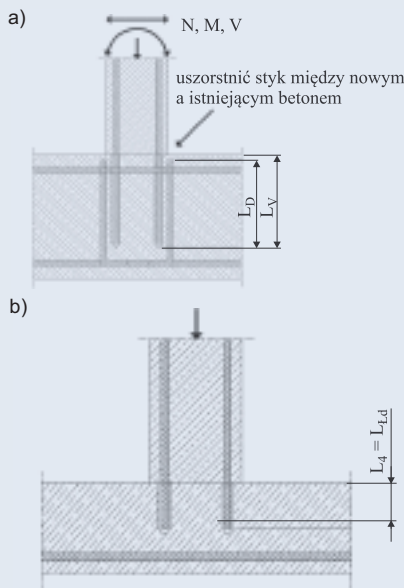 a)
N, M, V
uszorstnić styk między nowym
a istniejącym betonem
L_D
L_V
b)
L_4 = L_Ld